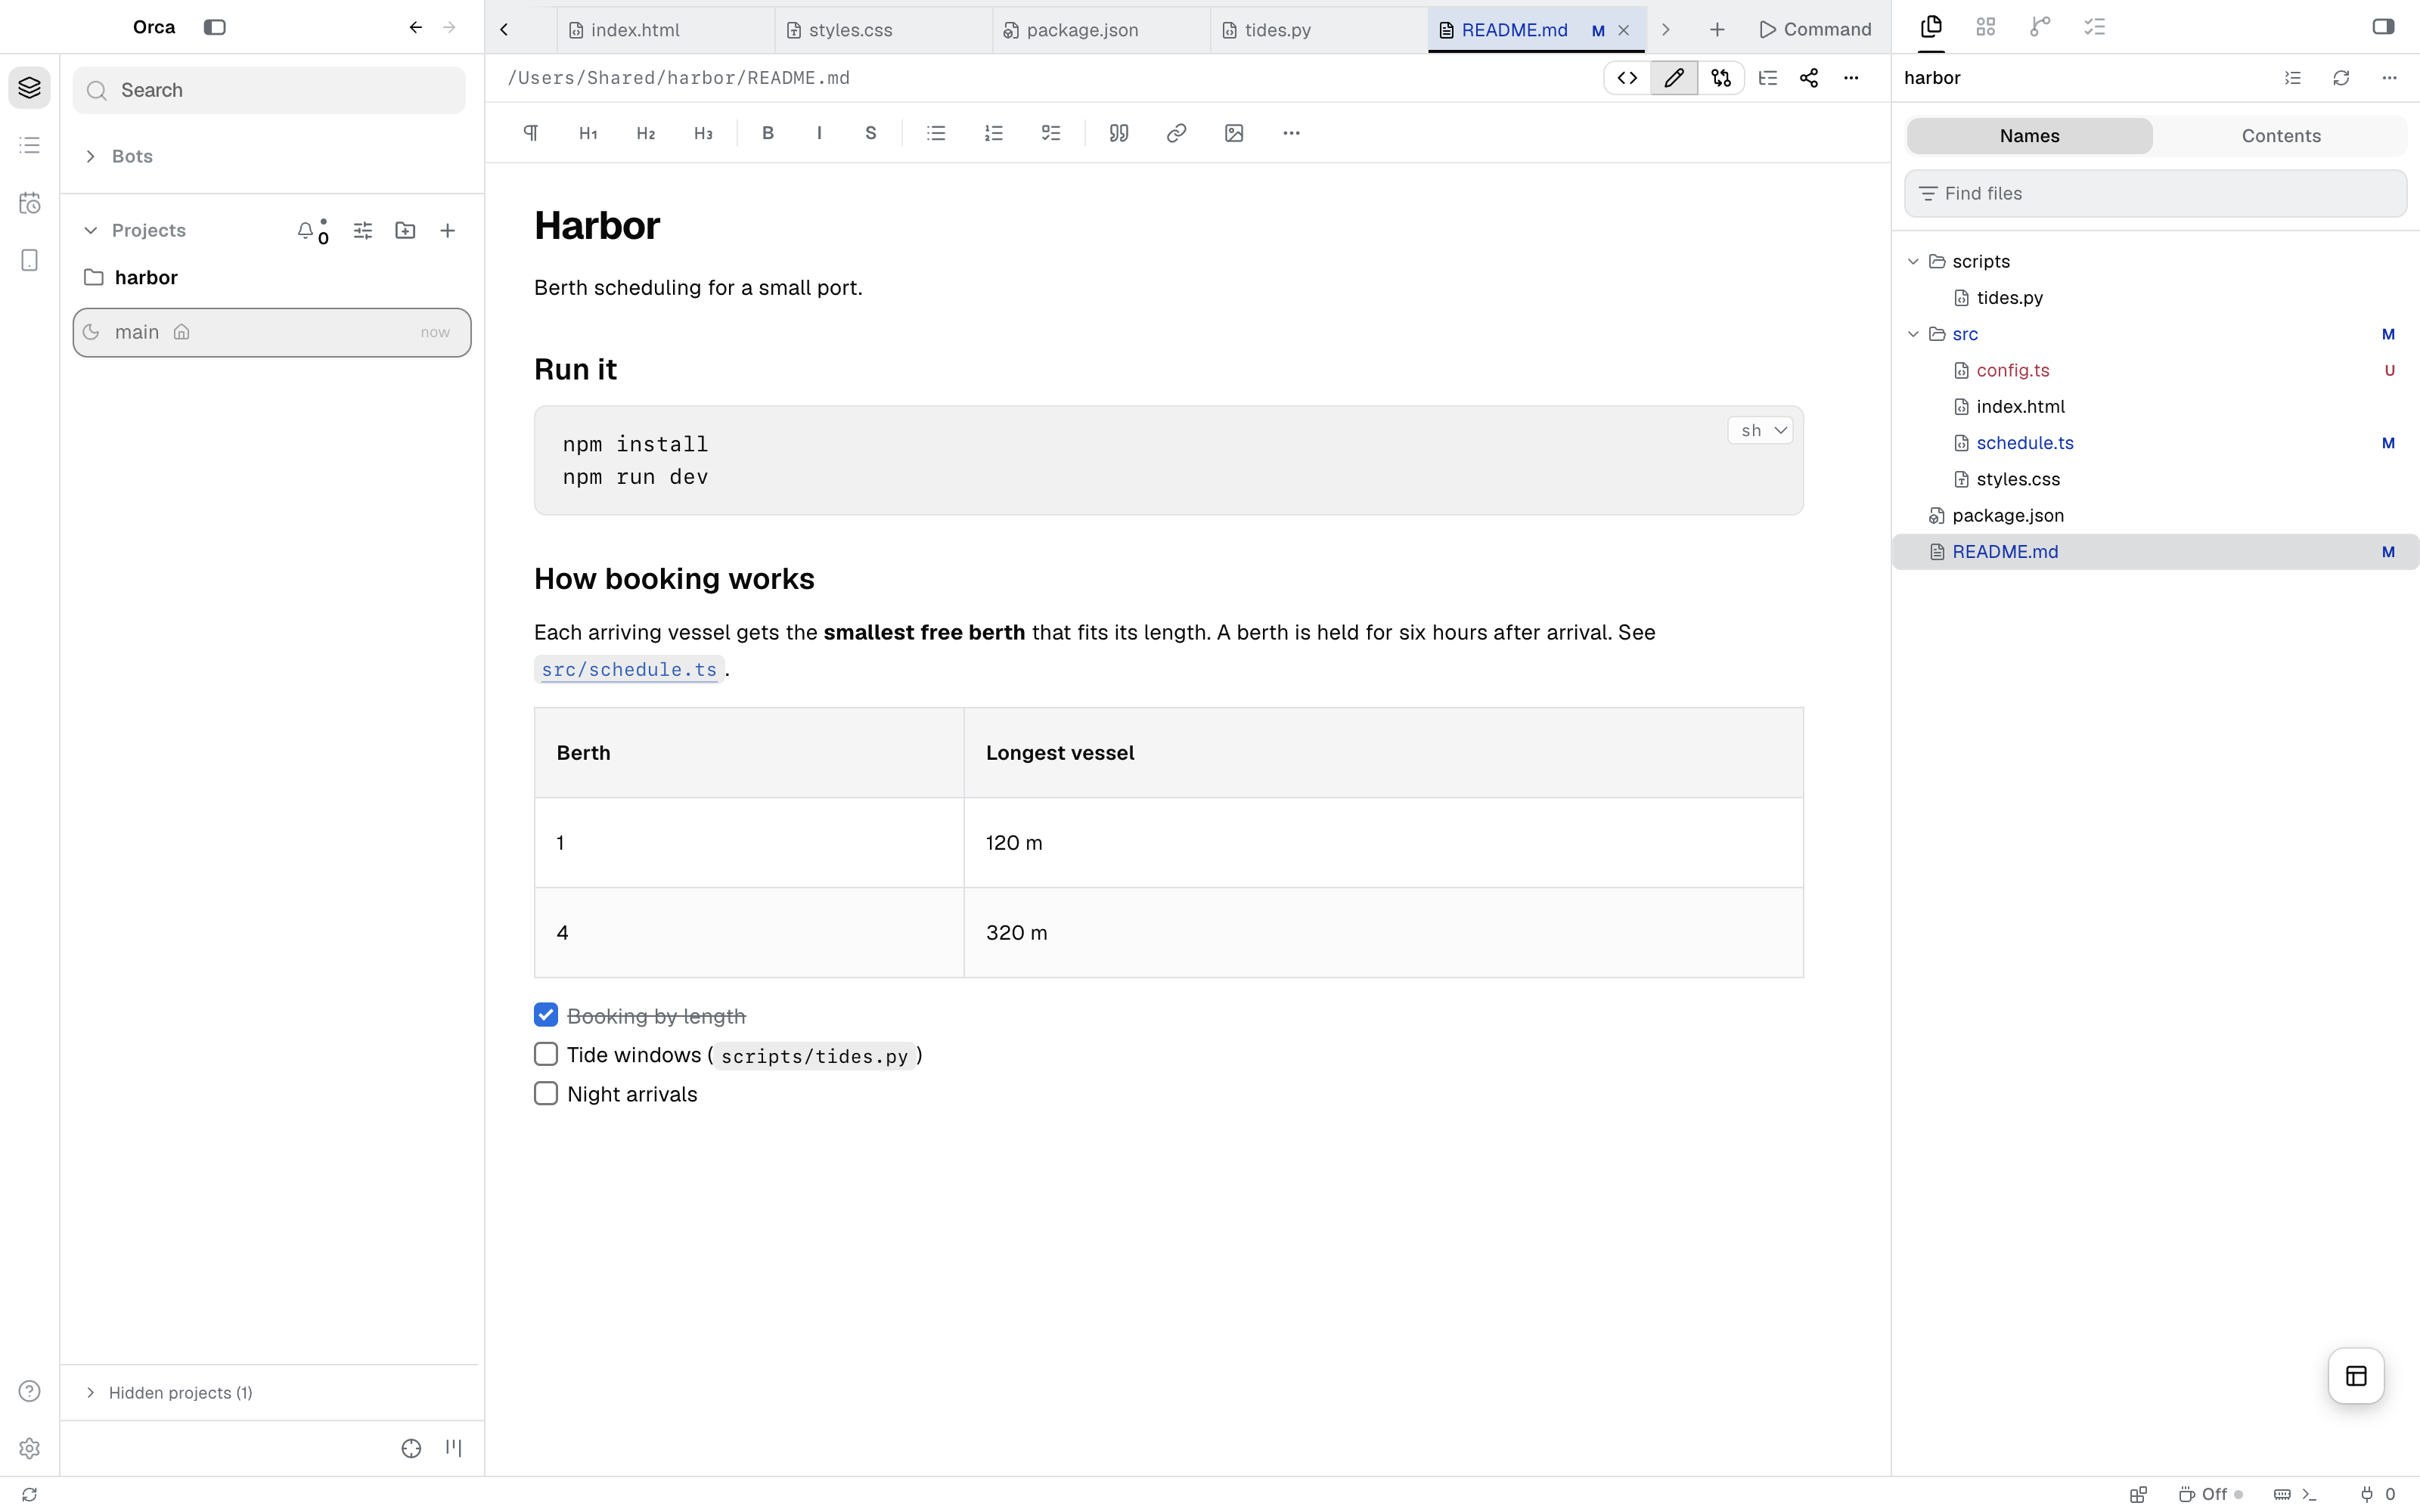 Orca
index.html
styles.css
package.json
tides.py
README.md M
Command
Search
/Users/Shared/harbor/README.md
harbor
Bots
H1 H2 H3 B I S
Names Contents
Find files
Projects 0
harbor
main now
Harbor
Berth scheduling for a small port.
Run it
sh
npm install
npm run dev
How booking works
Each arriving vessel gets the smallest free berth that fits its length. A berth is held for six hours after arrival. See
src/schedule.ts.
Berth Longest vessel
1 120 m
4 320 m
Booking by length
Tide windows (scripts/tides.py)
Night arrivals
scripts
tides.py
src M
config.ts U
index.html
schedule.ts M
styles.css
package.json
README.md M
Hidden projects (1)
Off
0